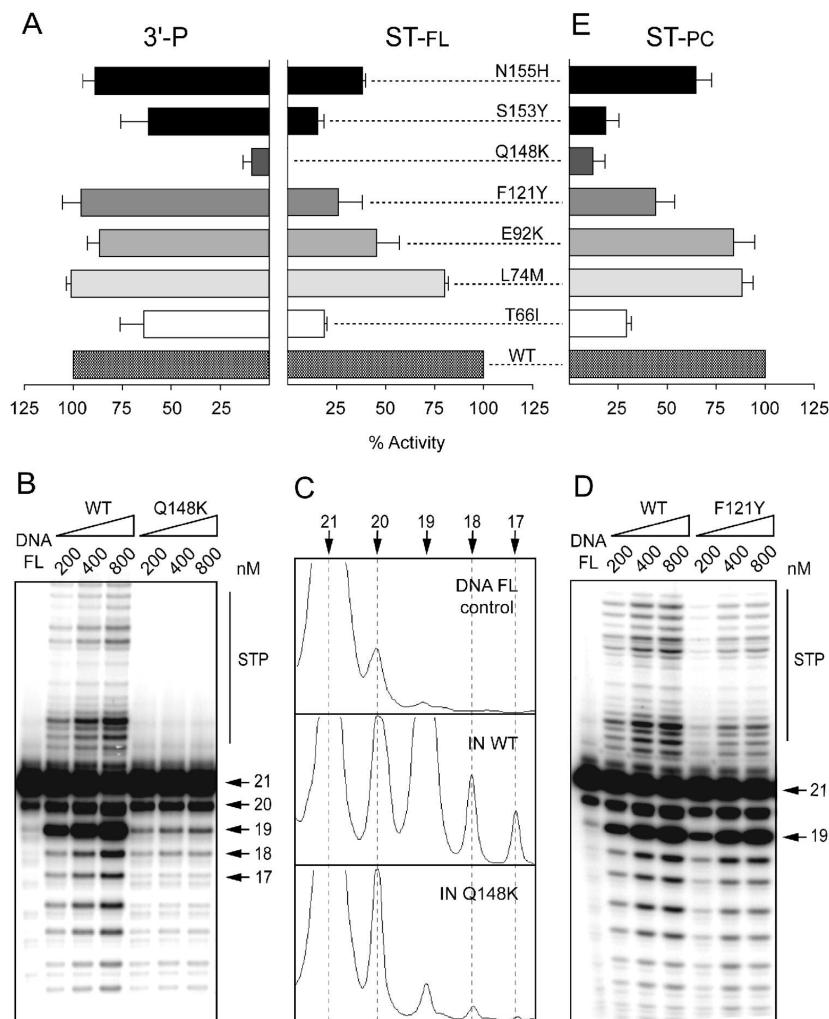 A
3'-P
ST-FL
E
ST-PC
N155H
S153Y
Q148K
F121Y
E92K
L74M
T66I
WT
125 100 75 50 25
25 50 75 100 125
25 50 75 100 125
% Activity
B
WT
Q148K
DNA
FL
200 400 800 200 400 800
nM
STP
21
20
19
18
17
C
21 20 19 18 17
DNA FL
control
IN WT
IN Q148K
D
WT
F121Y
DNA
FL
200 400 800 200 400 800
nM
STP
21
19